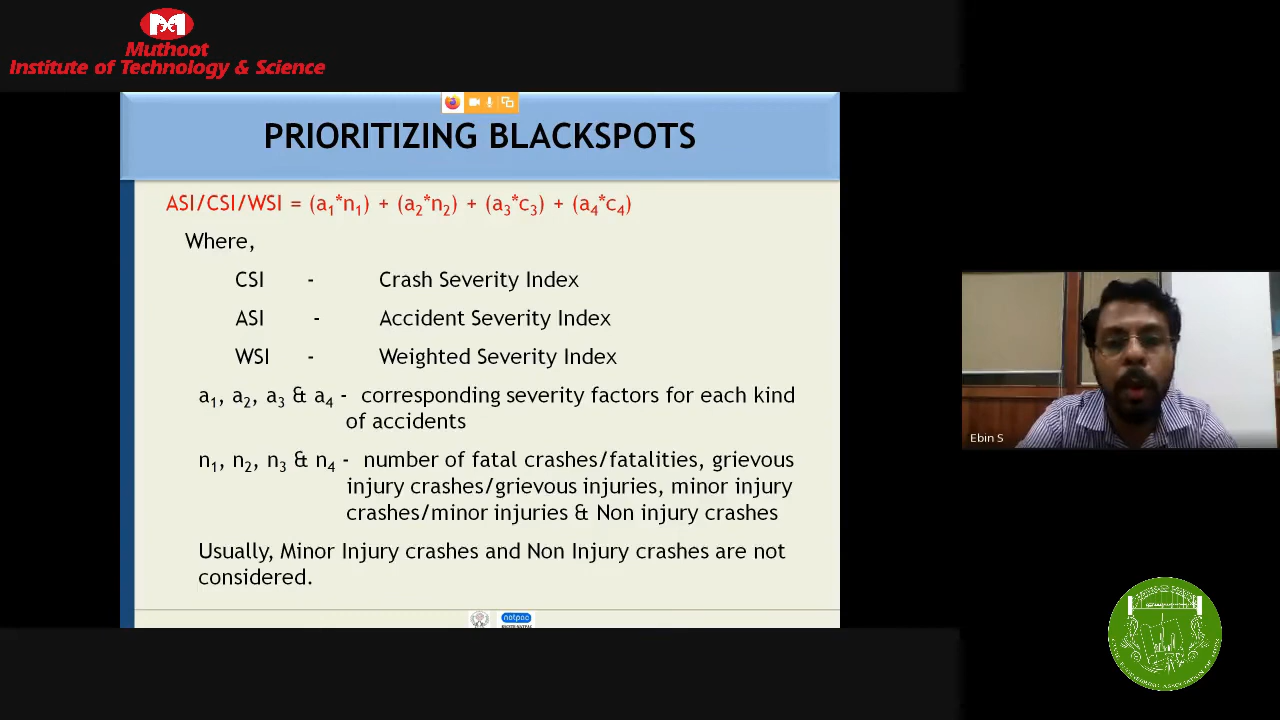 Muthoot
Institute of Technology & Science
PRIORITIZING BLACKSPOTS
ASI/CSI/WSI = (a₁*n₁) + (a₂*n₂) + (a₃*c₃) + (a₄*c₄)
Where,
CSI - Crash Severity Index
ASI - Accident Severity Index
WSI - Weighted Severity Index
a₁, a₂, a₃ & a₄ - corresponding severity factors for each kind
of accidents
n₁, n₂, n₃ & n₄ - number of fatal crashes/fatalities, grievous
injury crashes/grievous injuries, minor injury
crashes/minor injuries & Non injury crashes
Usually, Minor Injury crashes and Non Injury crashes are not
considered.
natpac
Ebin S